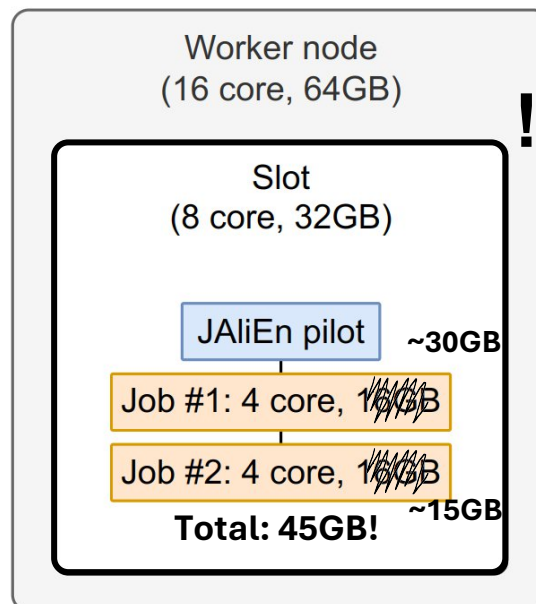 Worker node
(16 core, 64GB)
!
Slot
(8 core, 32GB)
JAliEn pilot
~30GB
Job #1: 4 core, 16GB
Job #2: 4 core, 16GB
~15GB
Total: 45GB!